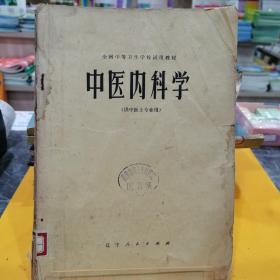 全国中等卫生学校试用教材
中医内科学
（供中医士专业用）
辽宁人民出版社